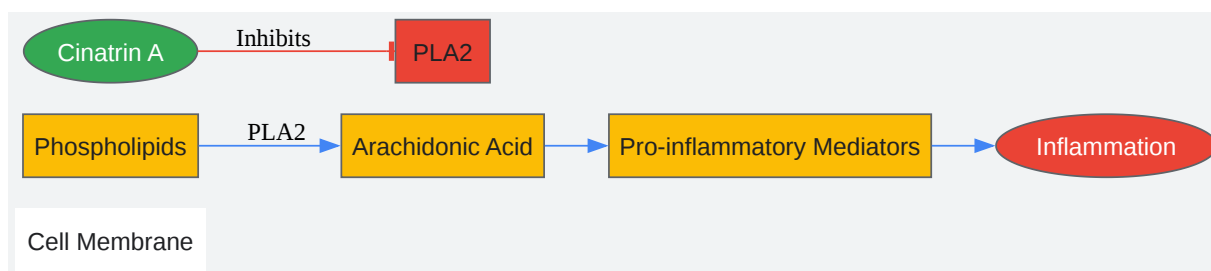 Cinatrin A
Inhibits
PLA2
Phospholipids
PLA2
Arachidonic Acid
Pro-inflammatory Mediators
Inflammation
Cell Membrane